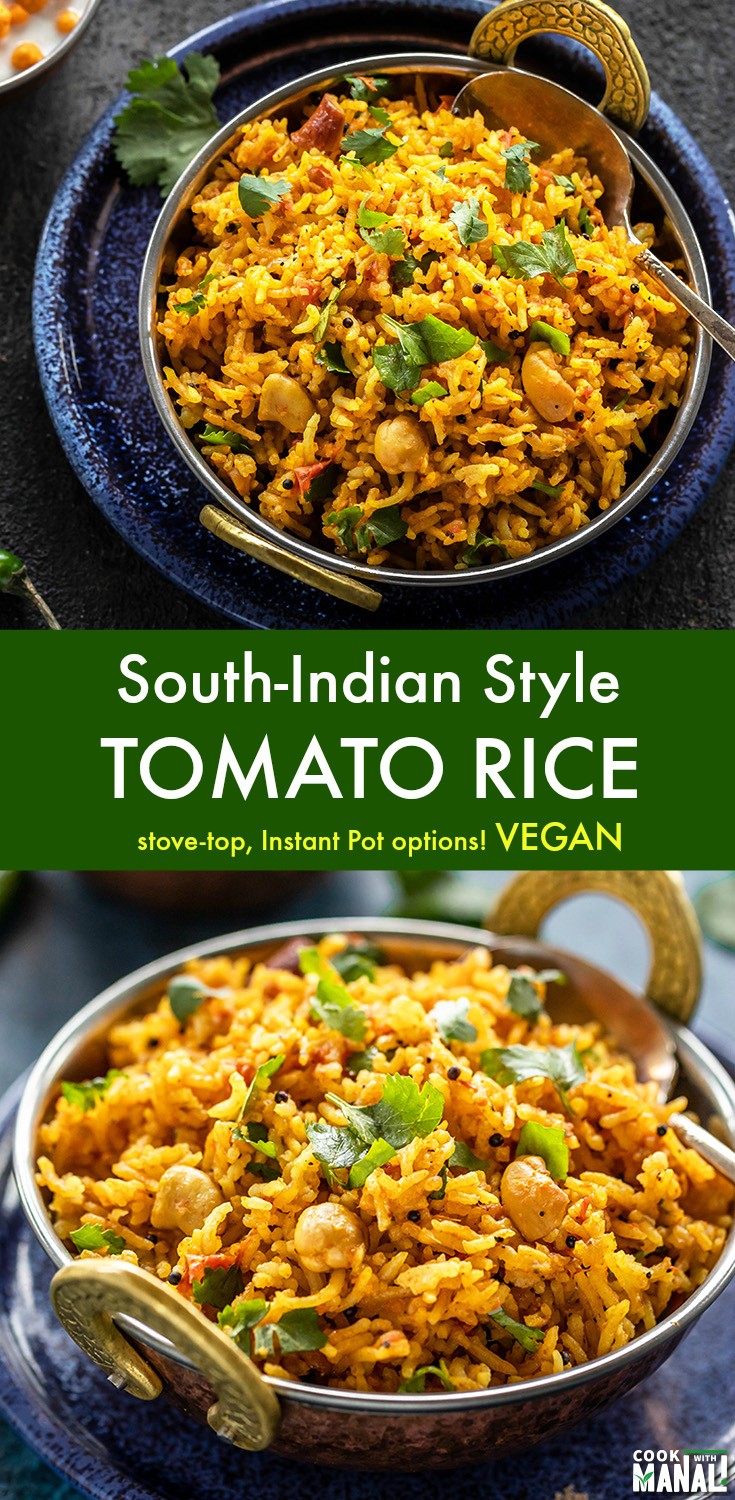 South-Indian Style
TOMATO RICE
stove-top, Instant Pot options! VEGAN
COOK WITH
MANALI